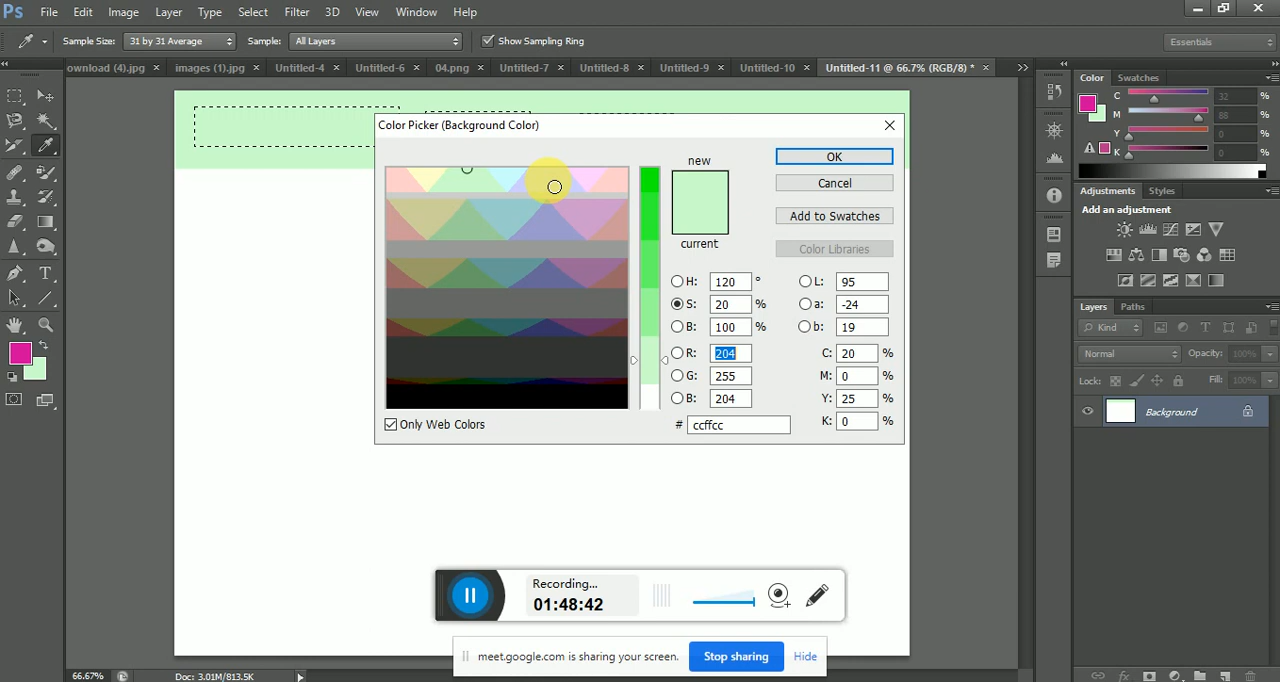 Ps File Edit Image Layer Type Select Filter 3D View Window Help
Sample Size: 31 by 31 Average Sample: All Layers Show Sampling Ring Essentials
ownload (4).jpg × images (1).jpg × Untitled-4 × Untitled-6 × 04.png × Untitled-7 × Untitled-8 × Untitled-9 × Untitled-10 × Untitled-11 @ 66.7% (RGB/8) * ×
Color Swatches
C 32 %
M 88 %
Y 0 %
K 0 %
Adjustments Styles
Add an adjustment
Layers Paths
Kind
Normal Opacity: 100%
Lock: Fill: 100%
Background
Color Picker (Background Color)
new
current
OK
Cancel
Add to Swatches
Color Libraries
H: 120 ° L: 95
S: 20 % a: -24
B: 100 % b: 19
R: 204 C: 20 %
G: 255 M: 0 %
B: 204 Y: 25 %
# ccffcc K: 0 %
Only Web Colors
Recording...
01:48:42
meet.google.com is sharing your screen. Stop sharing Hide
66.67% Doc: 3.01M/813.5K